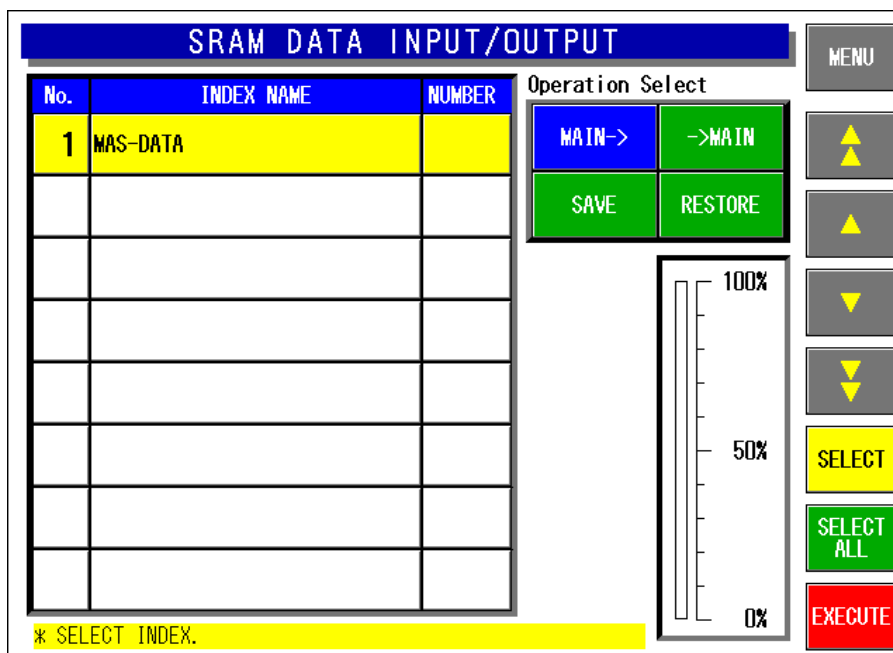 SRAM DATA INPUT/OUTPUT
MENU
No. INDEX NAME NUMBER
1 MAS-DATA
Operation Select
MAIN-> ->MAIN
SAVE RESTORE
100%
50%
0%
SELECT
SELECT
ALL
EXECUTE
* SELECT INDEX.